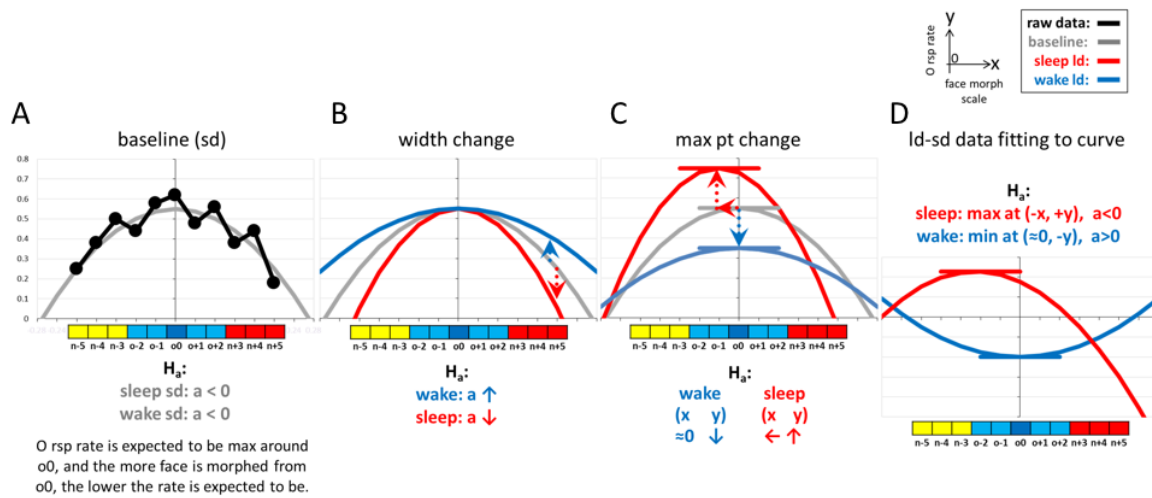 y
O rsp rate
0
x
face morph
scale
raw data:
baseline:
sleep ld:
wake ld:
A
baseline (sd)
0.8
0.7
0.6
0.5
0.4
0.3
0.2
0.1
0
n-5 n-4 n-3 o-2 o-1 o0 o+1 o+2 n+3 n+4 n+5
Ha:
sleep sd: a < 0
wake sd: a < 0
O rsp rate is expected to be max around
o0, and the more face is morphed from
o0, the lower the rate is expected to be.
B
width change
n-5 n-4 n-3 o-2 o-1 o0 o+1 o+2 n+3 n+4 n+5
Ha:
wake: a ↑
sleep: a ↓
C
max pt change
n-5 n-4 n-3 o-2 o-1 o0 o+1 o+2 n+3 n+4 n+5
Ha:
wake sleep
(x y) (x y)
≈0 ↓ ← ↑
D
ld-sd data fitting to curve
Ha:
sleep: max at (-x, +y), a<0
wake: min at (≈0, -y), a>0
n-5 n-4 n-3 o-2 o-1 o0 o+1 o+2 n+3 n+4 n+5